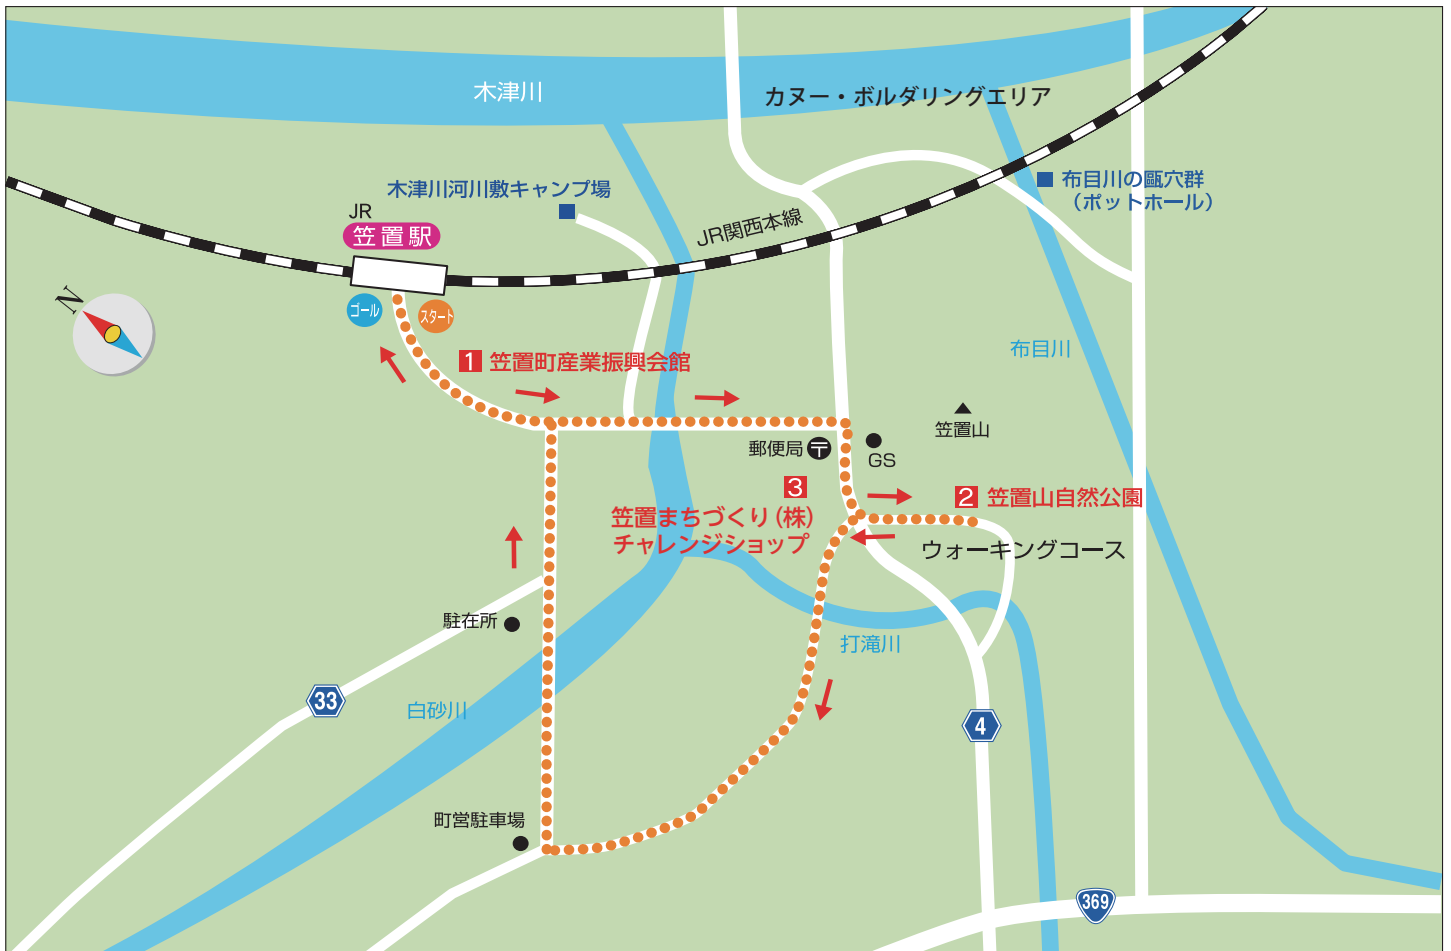 木津川
カヌー・ボルダリングエリア
木津川河川敷キャンプ場
布目川の甌穴群
（ポットホール）
JR
笠置駅
JR関西本線
N
ゴール
スタート
布目川
1 笠置町産業振興会館
笠置山
郵便局
〒
GS
3
笠置まちづくり(株)
チャレンジショップ
2 笠置山自然公園
ウォーキングコース
駐在所
打滝川
33
白砂川
4
町営駐車場
369